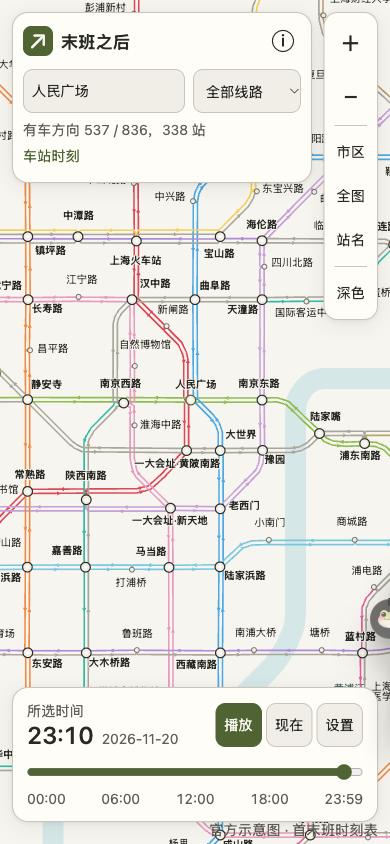 彭浦新村
末班之后
人民广场
全部线路
有车方向 537 / 836，338 站
车站时刻
+
−
市区
全图
站名
深色
中兴路
东宝兴路
中潭路
海伦路
镇坪路
上海火车站
宝山路
四川北路
江宁路
汉中路
曲阜路
长寿路
新闸路
天潼路
国际客运中
昌平路
自然博物馆
静安寺
南京西路
人民广场
南京东路
陆家嘴
淮海中路
大世界
浦东南路
一大会址·黄陂南路
豫园
常熟路
陕西南路
书馆
老西门
一大会址·新天地
小南门
商城路
山路
嘉善路
马当路
浜路
打浦桥
陆家浜路
浦电路
鲁班路
南浦大桥
塘桥
蓝村路
东安路
大木桥路
西藏南路
所选时间
23:10 2026-11-20
播放
现在
设置
00:00
06:00
12:00
18:00
23:59
官方示意图 · 首末班时刻表